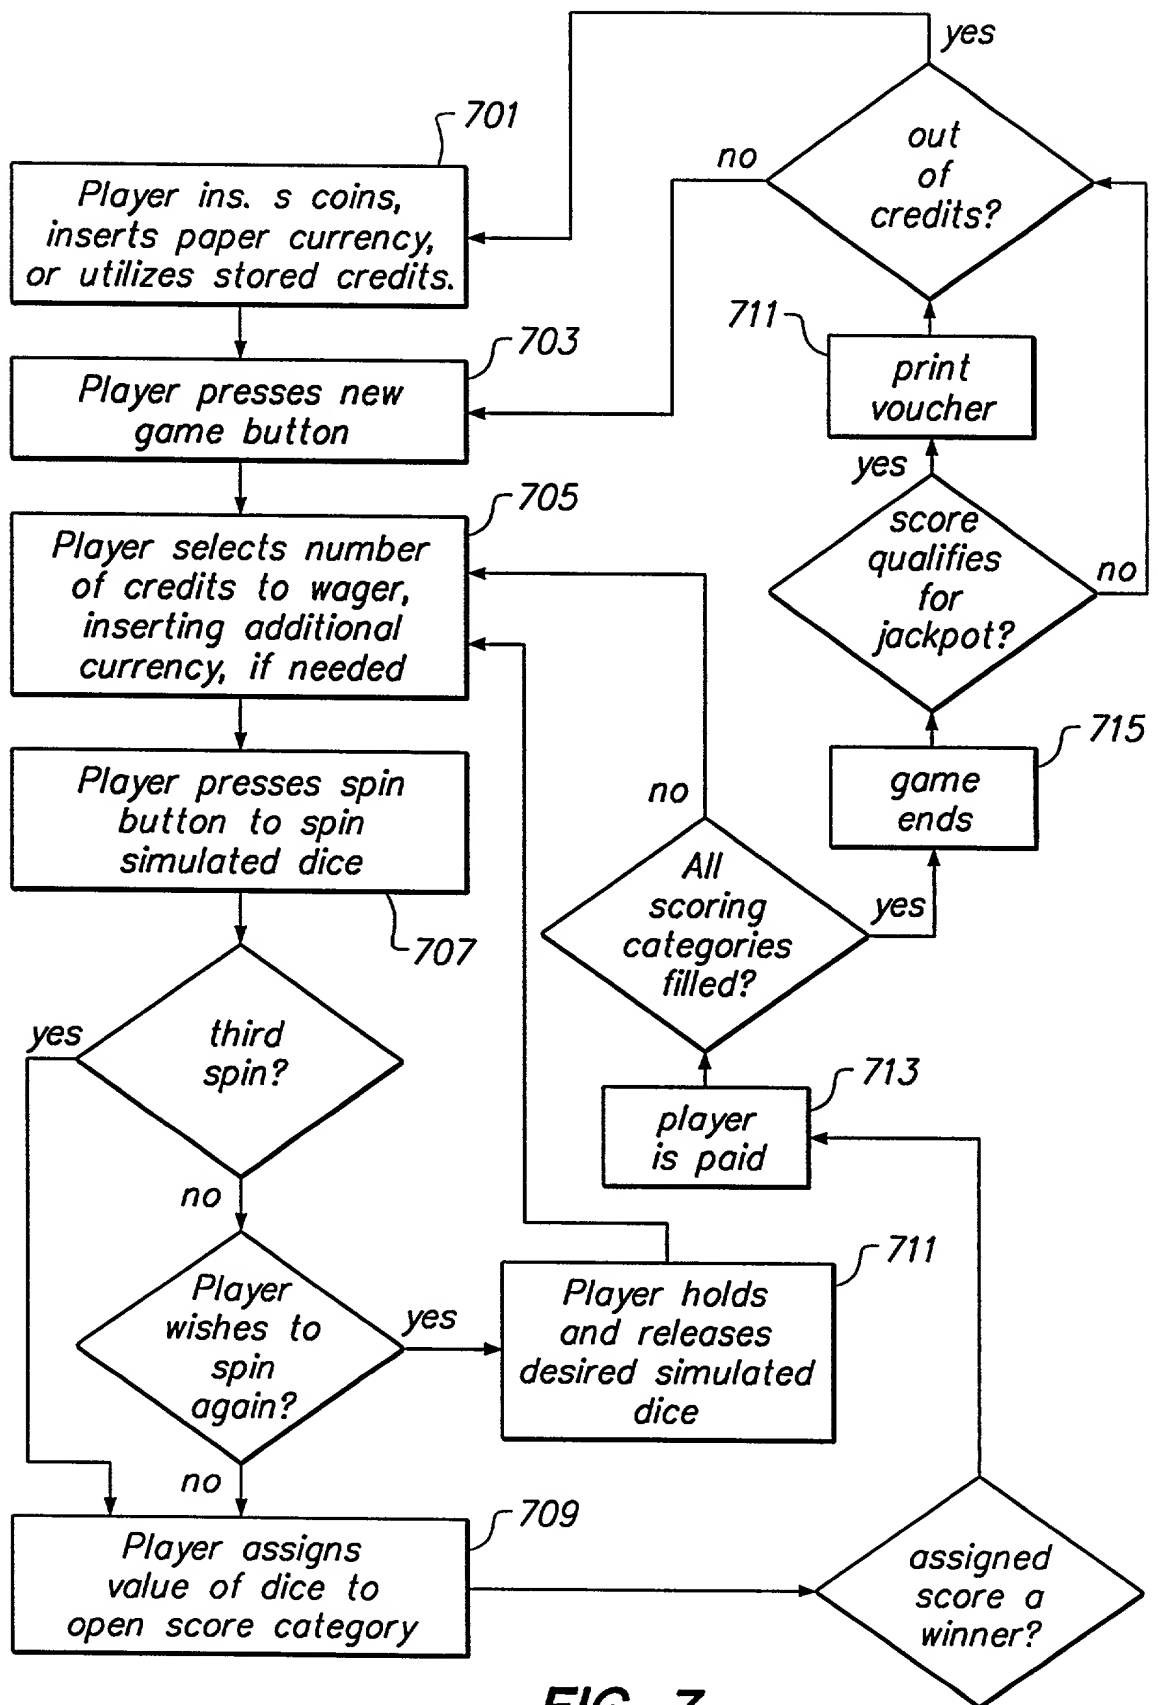 yes
701
out
of
credits?
no
Player ins. s coins,
inserts paper currency,
or utilizes stored credits.
711
print
voucher
703
Player presses new
game button
yes
705
score
qualifies
for
jackpot?
no
Player selects number
of credits to wager,
inserting additional
currency, if needed
715
game
ends
no
Player presses spin
button to spin
simulated dice
All
scoring
categories
filled?
yes
707
yes
third
spin?
713
player
is paid
no
711
Player
wishes to
spin
again?
yes
Player holds
and releases
desired simulated
dice
no
709
Player assigns
value of dice to
open score category
assigned
score a
winner?
FIG. 7